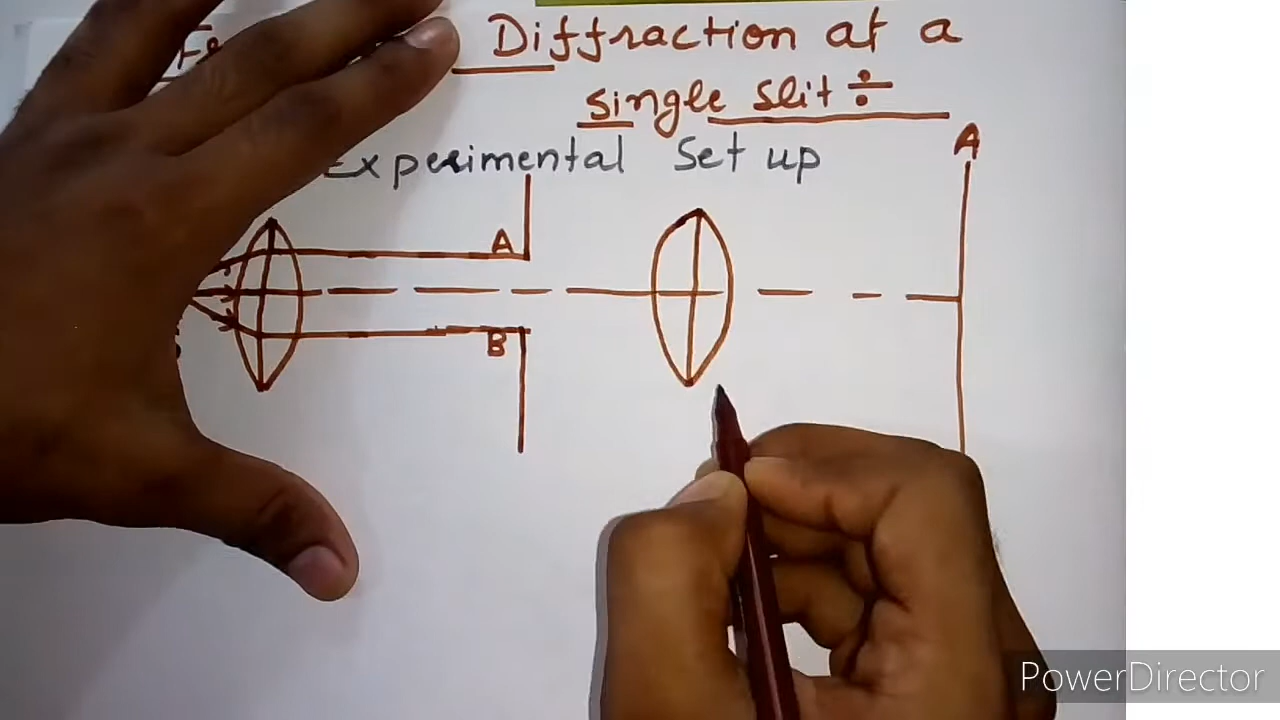 Diffraction at a
single slit ÷
Experimental Set up
A
A
B
PowerDirector